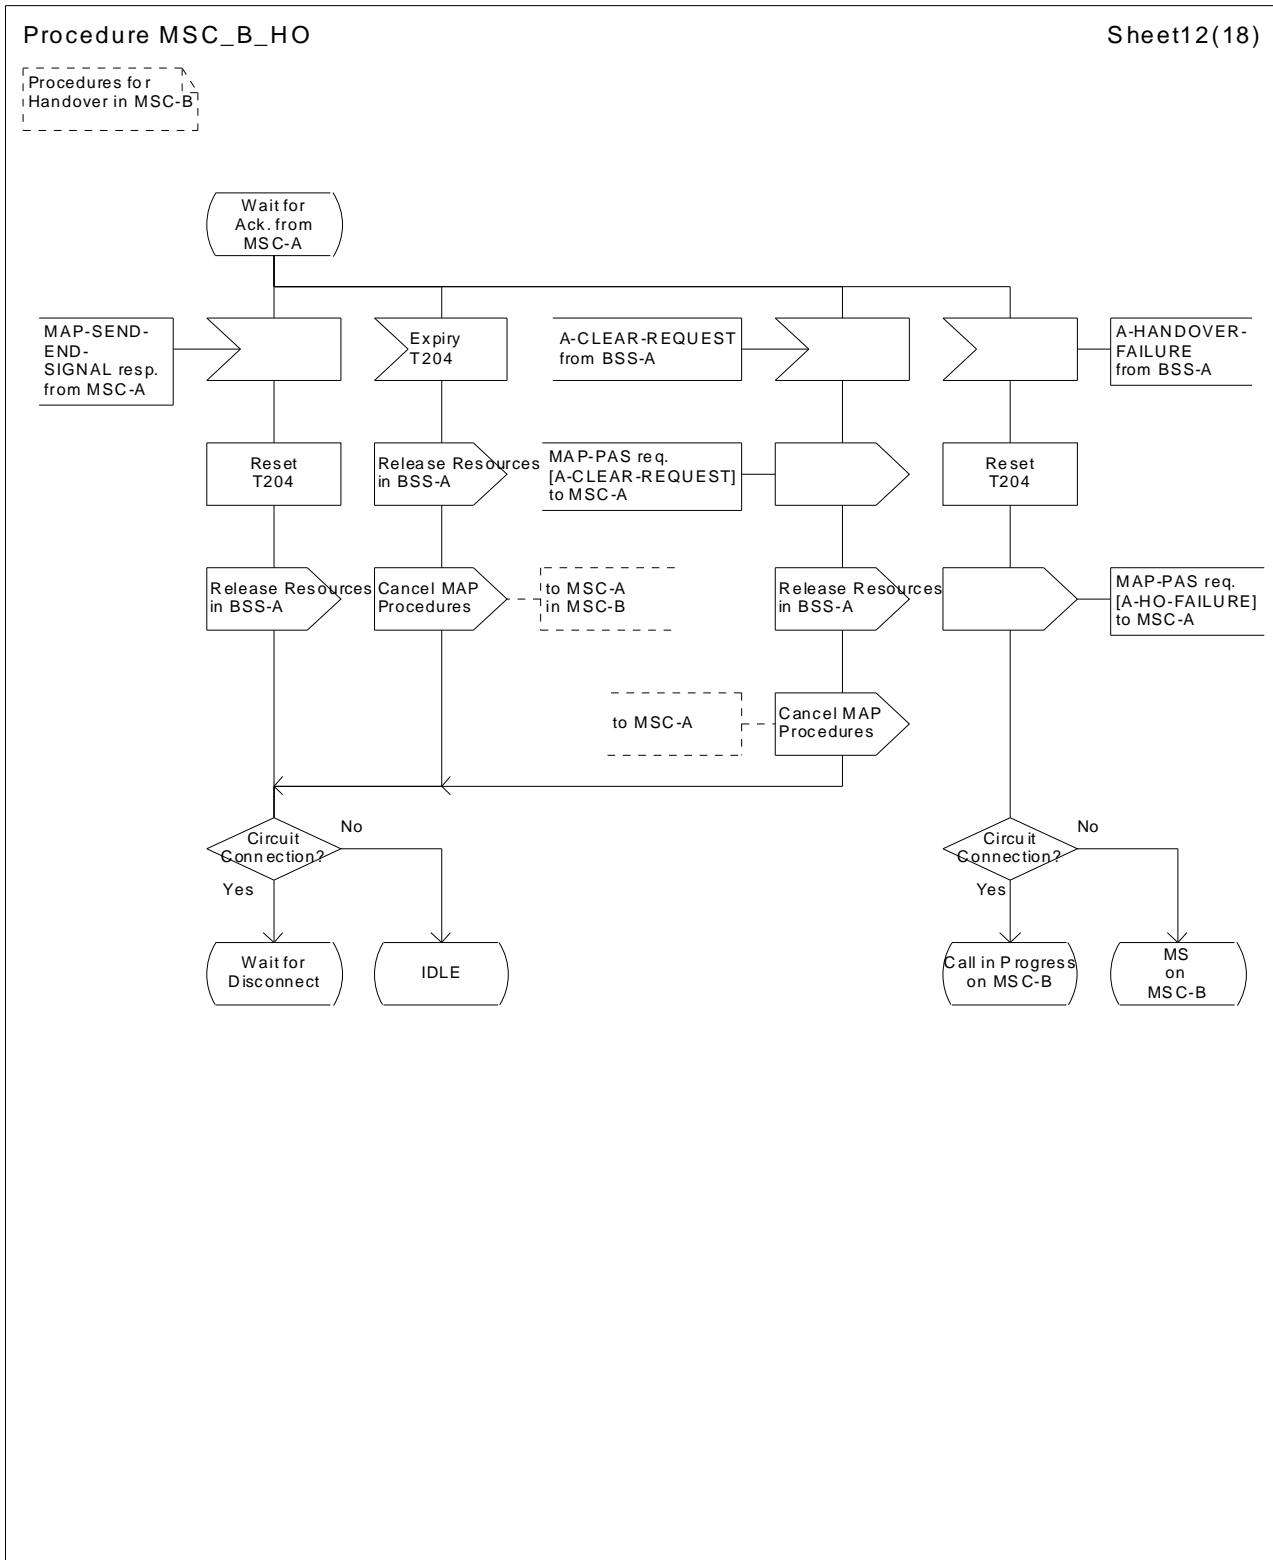 Procedure MSC_B_HO
Sheet12(18)
Procedures for
Handover in MSC-B
Wait for
Ack. from
MSC-A
MAP-SEND-
END-
SIGNAL resp.
from MSC-A
Expiry
T204
A-CLEAR-REQUEST
from BSS-A
A-HANDOVER-
FAILURE
from BSS-A
Reset
T204
Release Resources
in BSS-A
MAP-PAS req.
[A-CLEAR-REQUEST]
to MSC-A
Reset
T204
Release Resources
in BSS-A
Cancel MAP
Procedures
to MSC-A
in MSC-B
Release Resources
in BSS-A
MAP-PAS req.
[A-HO-FAILURE]
to MSC-A
to MSC-A
Cancel MAP
Procedures
Circuit
Connection?
No
Yes
Circuit
Connection?
No
Yes
Wait for
Disconnect
IDLE
Call in Progress
on MSC-B
MS
on
MSC-B